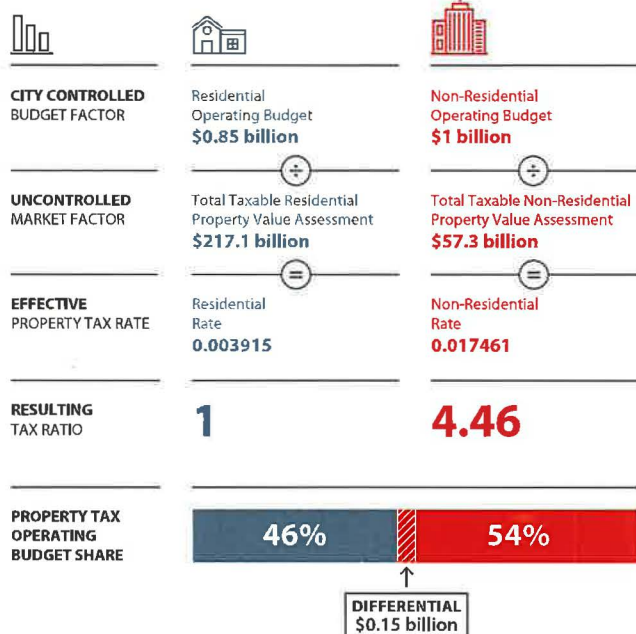 CITY CONTROLLED
BUDGET FACTOR
Residential
Operating Budget
$0.85 billion
Non-Residential
Operating Budget
$1 billion
÷
÷
UNCONTROLLED
MARKET FACTOR
Total Taxable Residential
Property Value Assessment
$217.1 billion
Total Taxable Non-Residential
Property Value Assessment
$57.3 billion
=
=
EFFECTIVE
PROPERTY TAX RATE
Residential
Rate
0.003915
Non-Residential
Rate
0.017461
RESULTING
TAX RATIO
1
4.46
PROPERTY TAX
OPERATING
BUDGET SHARE
46%
54%
DIFFERENTIAL
$0.15 billion